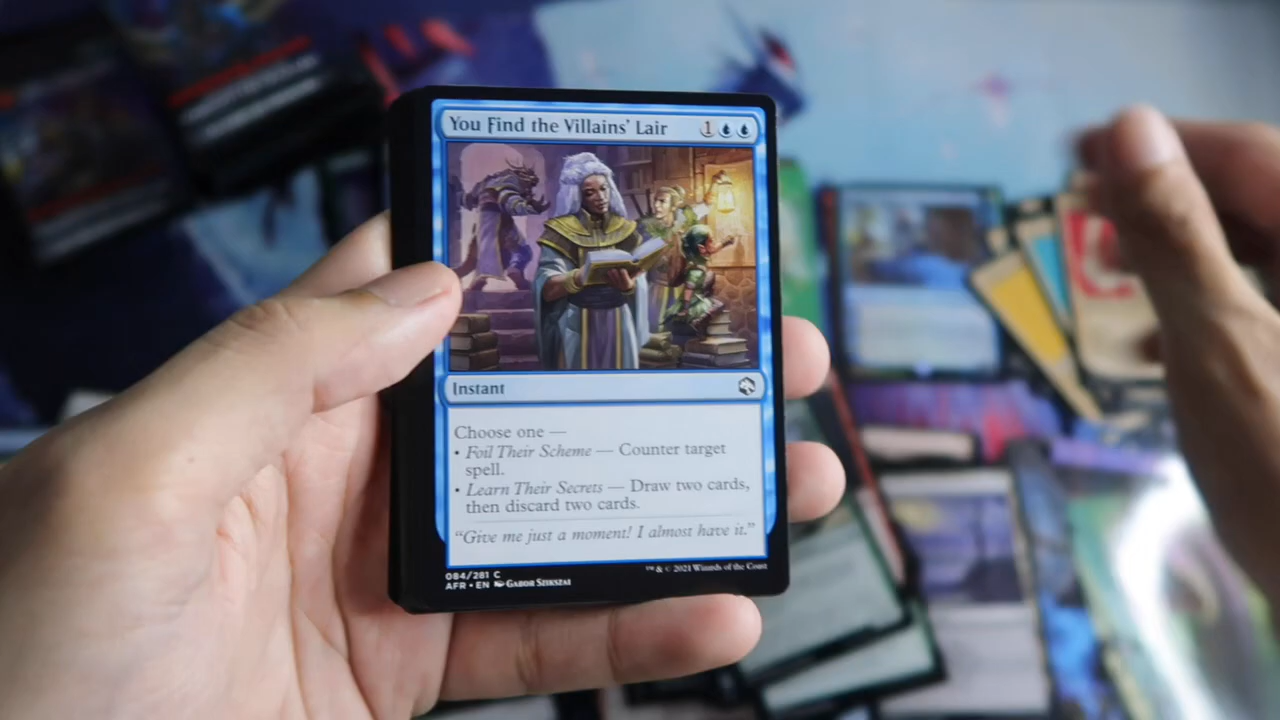 You Find the Villains' Lair 1
Instant
Choose one —
• Foil Their Scheme — Counter target
spell.
• Learn Their Secrets — Draw two cards,
then discard two cards.
"Give me just a moment! I almost have it."
084/281 C
AFR • EN Gabor Szikszai
™ & © 2021 Wizards of the Coast